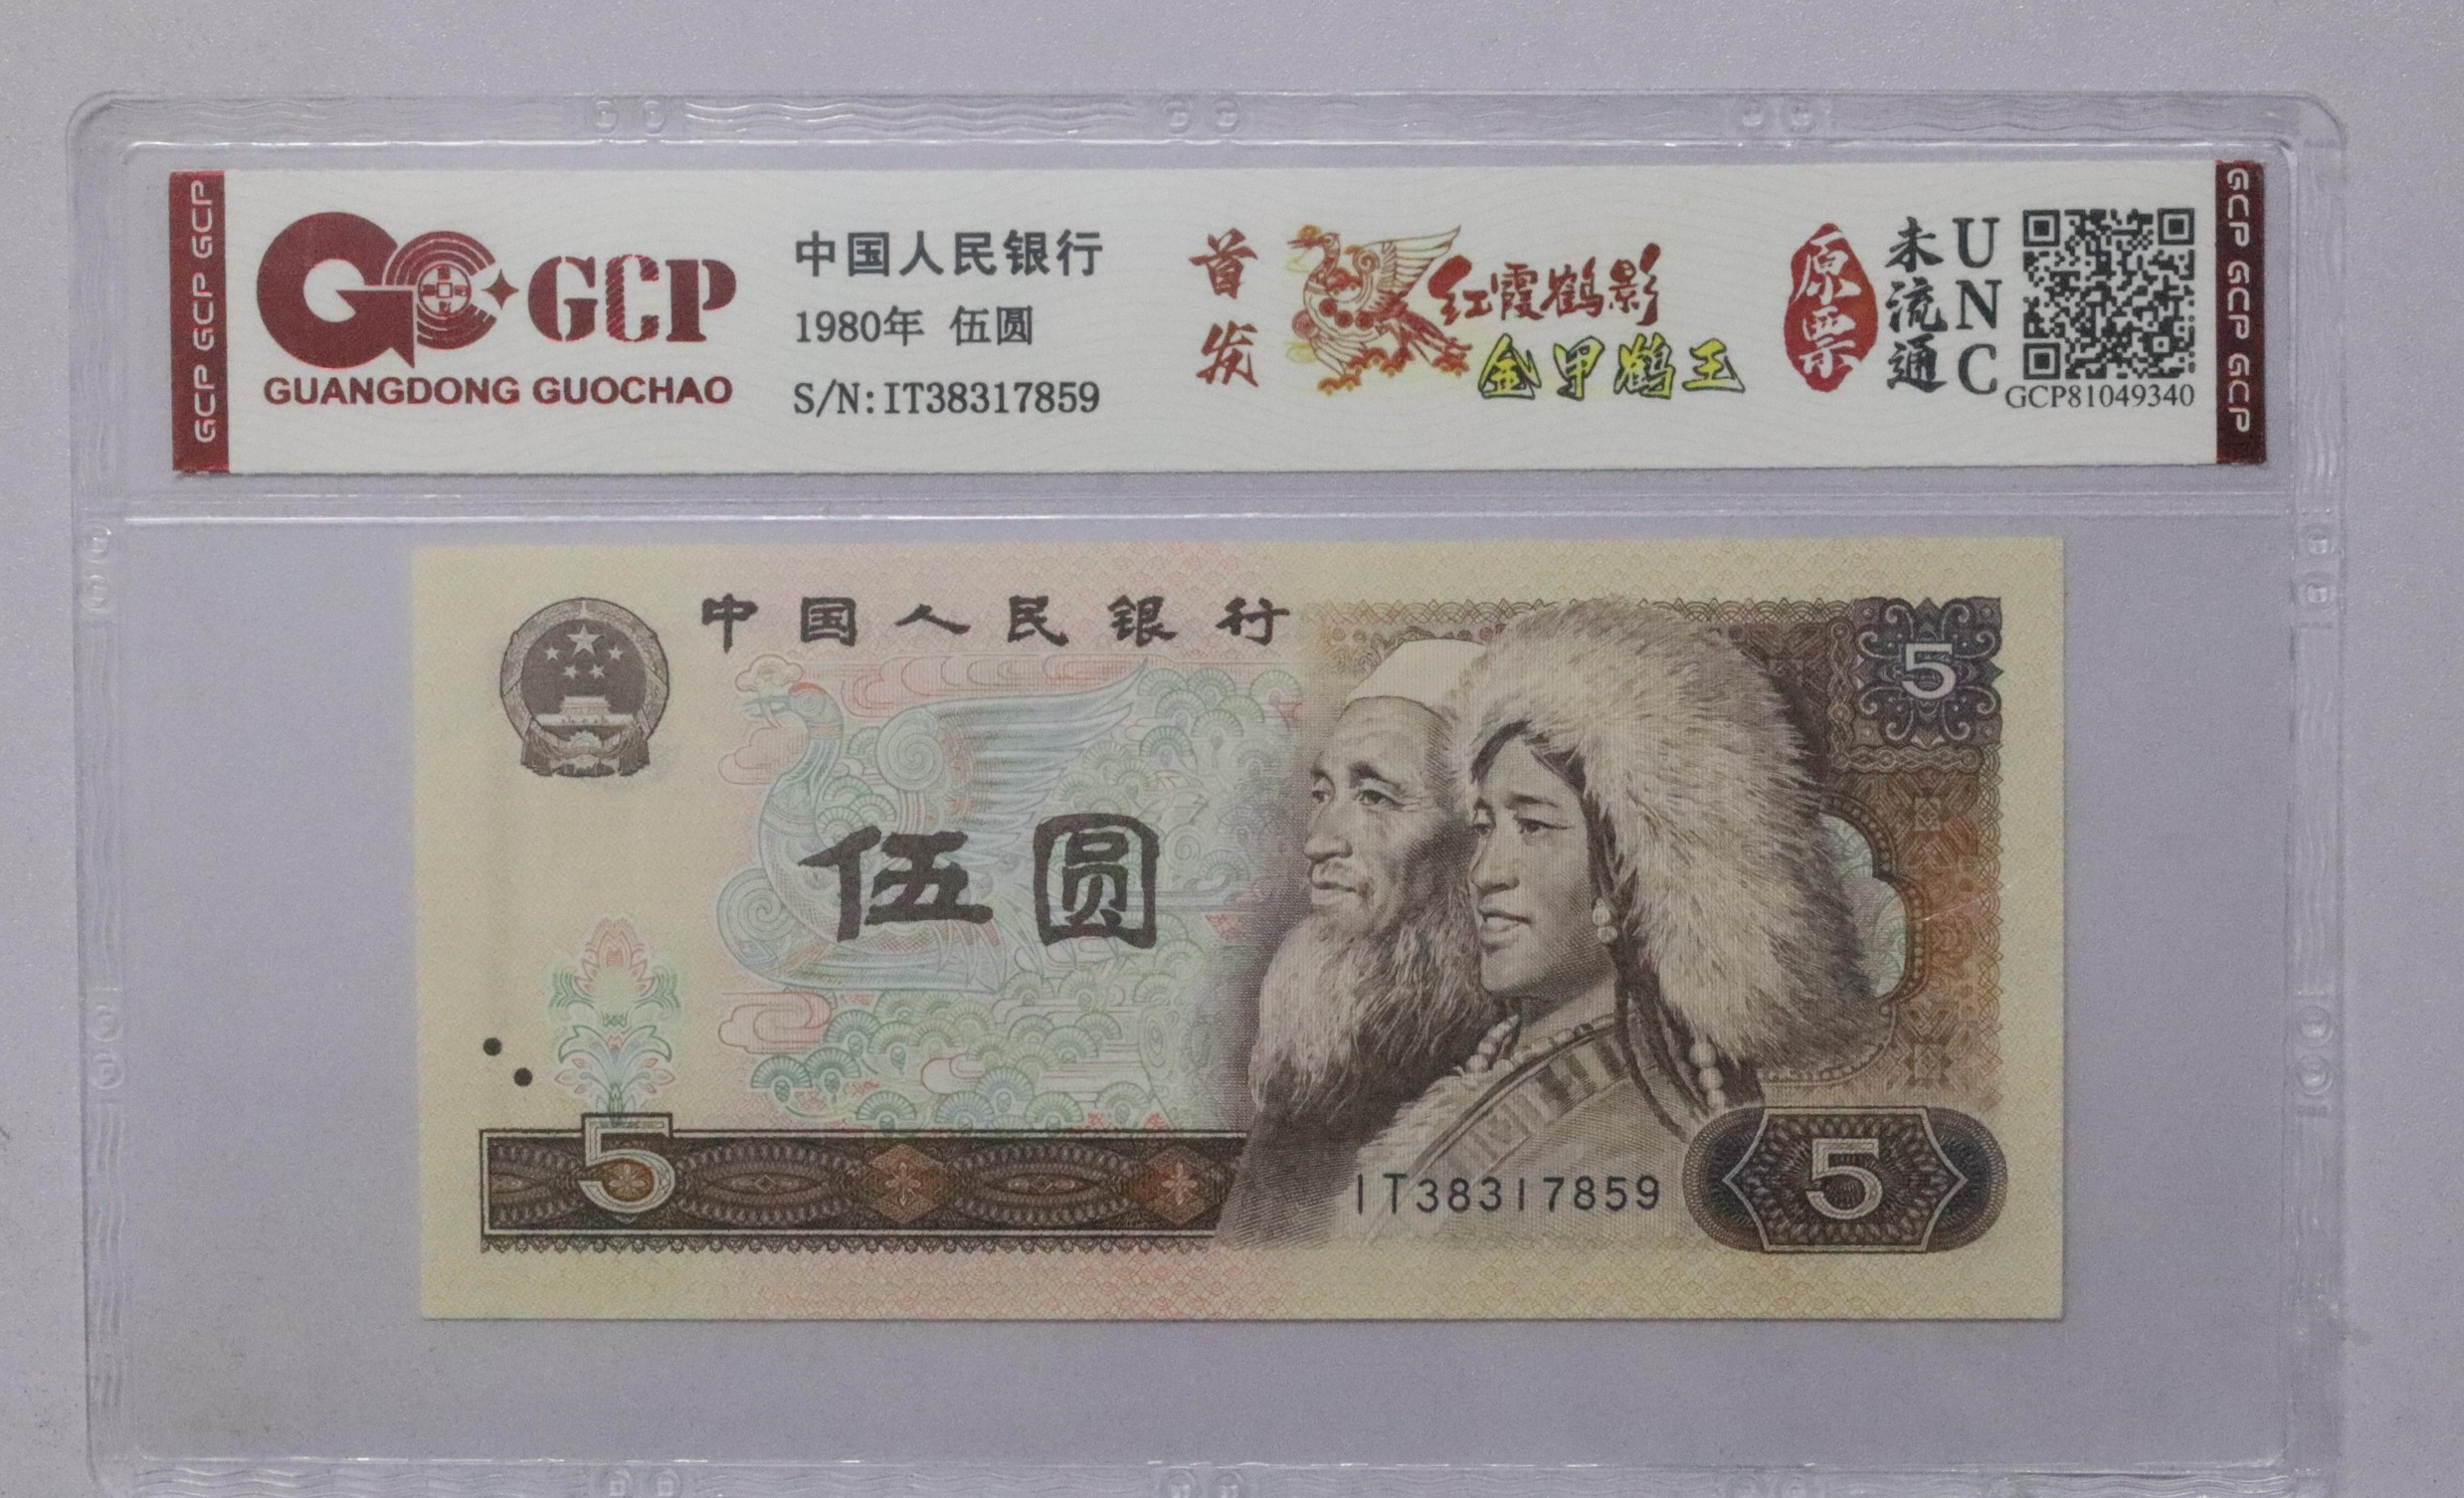 GCP GCP GCP
GCP
GUANGDONG GUOCHAO
中国人民银行
1980年 伍圆
S/N:IT38317859
首发
红霞鹤影
金甲鹤王
原票
未流通
UNC
GCP81049340
GCP GCP GCP
中国人民银行
5
伍圆
5
IT38317859
5